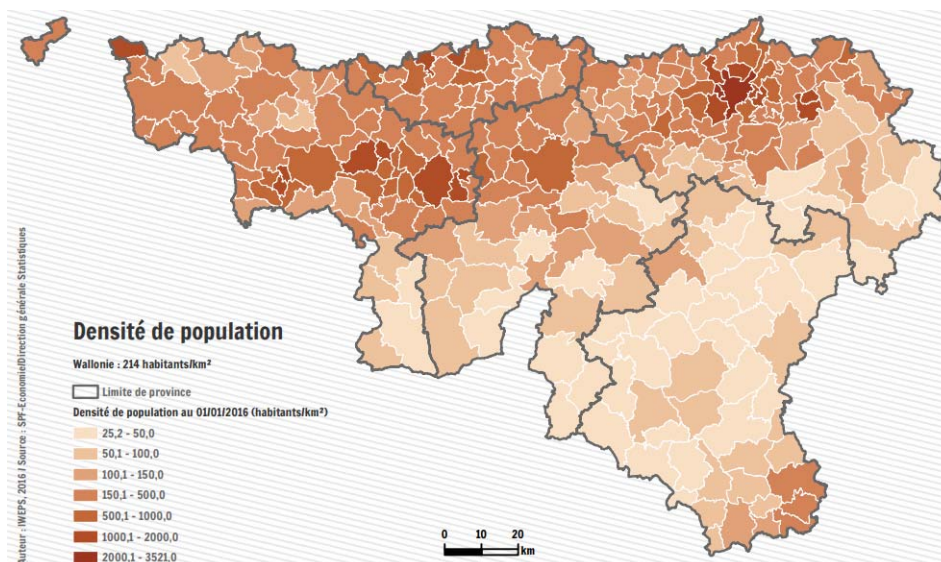 Densité de population
Wallonie : 214 habitants/km²
Limite de province
Densité de population au 01/01/2016 (habitants/km²)
25,2 - 50,0
50,1 - 100,0
100,1 - 150,0
150,1 - 500,0
500,1 - 1000,0
1000,1 - 2000,0
2000,1 - 3521,0
0 10 20
km
Auteur : IWEPS, 2016 / Source : SPF-Economie/Direction générale Statistiques